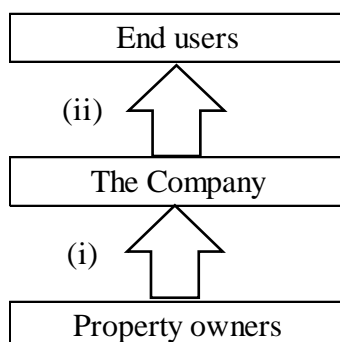 End users
(ii)
The Company
(i)
Property owners